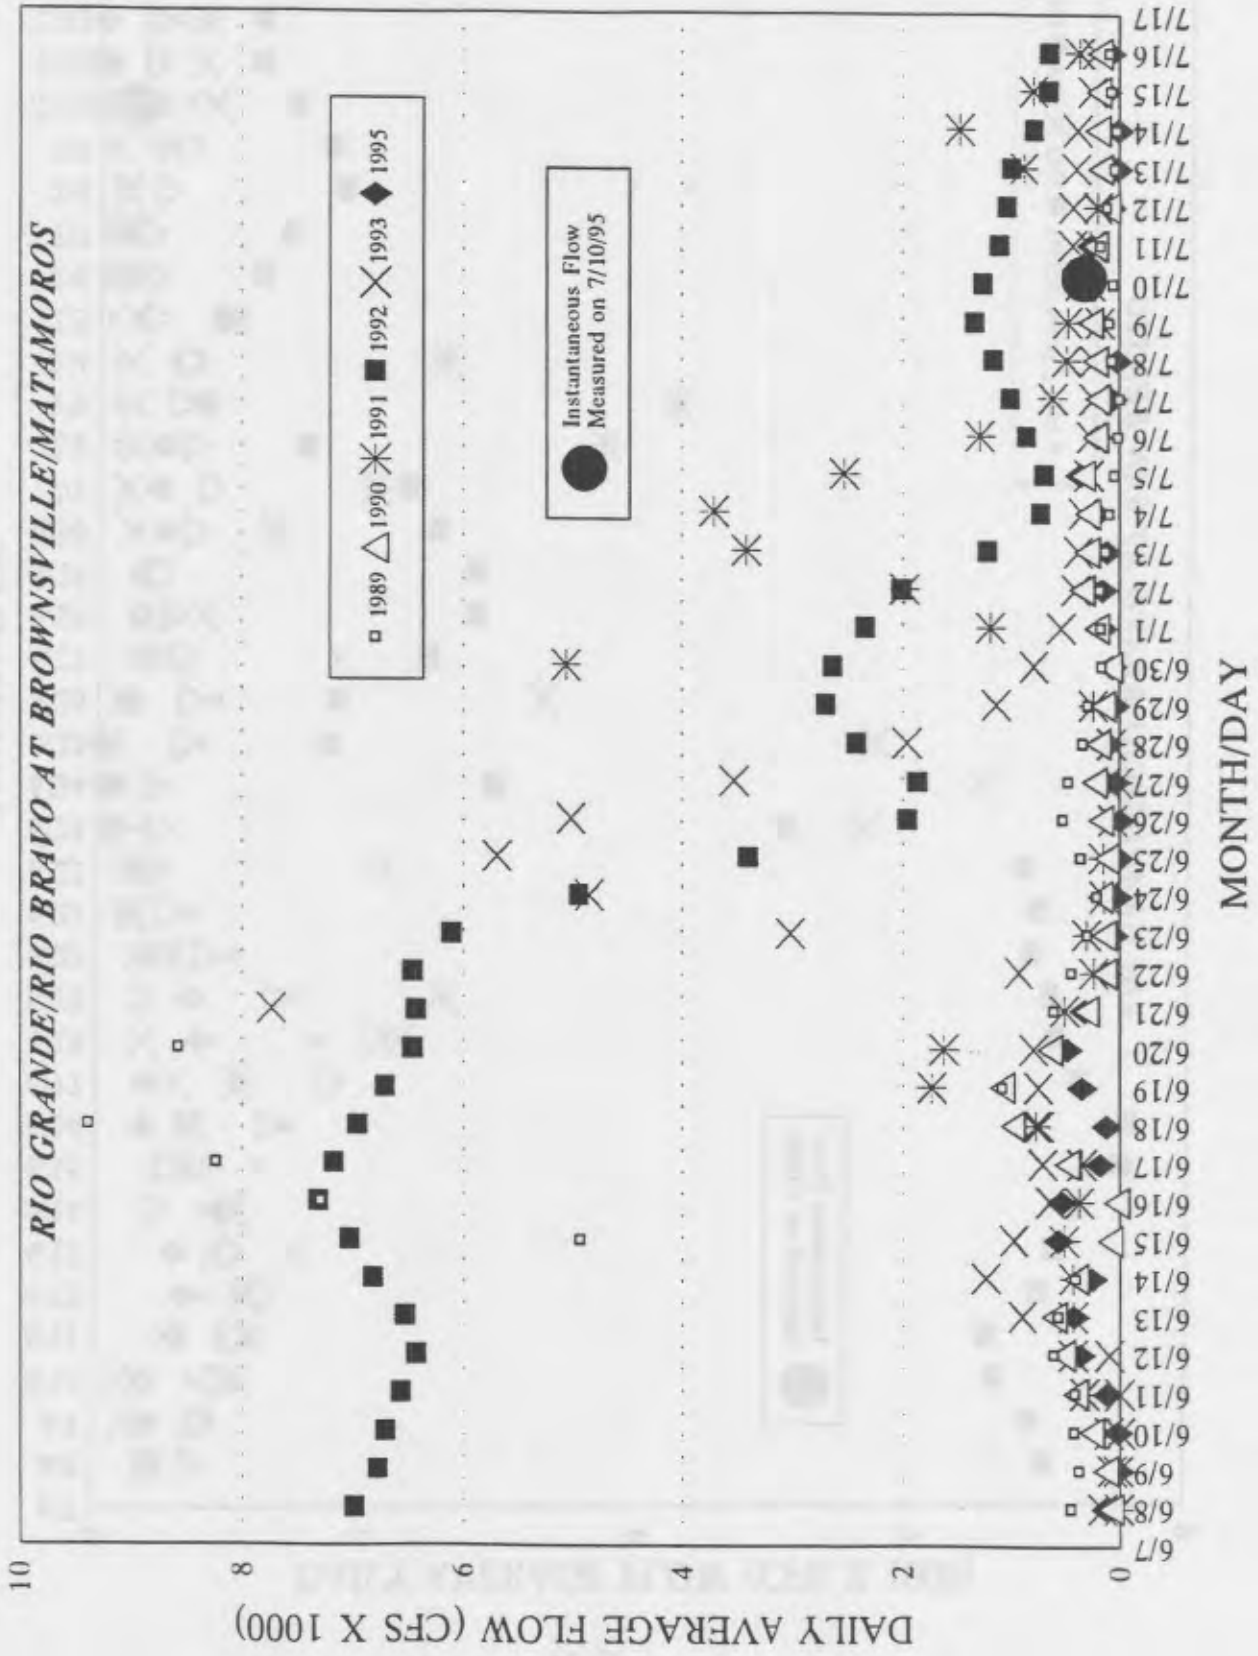 RIO GRANDE/RIO BRAVO AT BROWNSVILLE/MATAMOROS
1989 1990 1991 1992 1993 1995
Instantaneous Flow
Measured on 7/10/95
DAILY AVERAGE FLOW (CFS X 1000)
10
8
6
4
2
0
6/7 6/8 6/9 6/10 6/11 6/12 6/13 6/14 6/15 6/16 6/17 6/18 6/19 6/20 6/21 6/22 6/23 6/24 6/25 6/26 6/27 6/28 6/29 6/30 7/1 7/2 7/3 7/4 7/5 7/6 7/7 7/8 7/9 7/10 7/11 7/12 7/13 7/14 7/15 7/16 7/17
MONTH/DAY